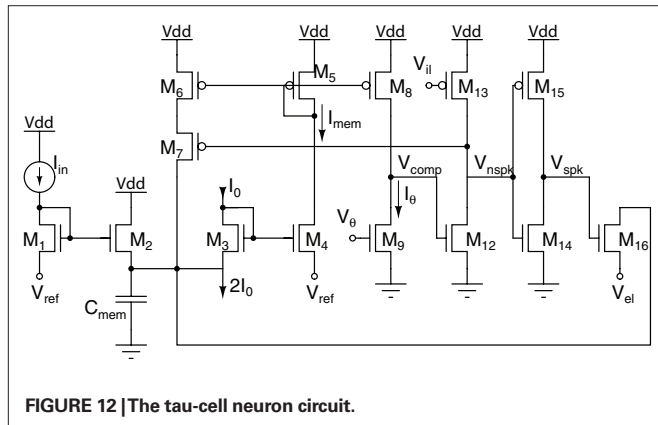 Vdd Vdd Vdd Vdd Vdd
M6 M5 M8 Vil M13 M15
Imem
Vdd
M7
Iin
Vdd
I0
Vcomp Vnspk Vspk
Iθ
M1 M2 M3 M4 Vθ M9 M12 M14 M16
Vref 2I0 Vref Vel
Cmem
FIGURE 12 | The tau-cell neuron circuit.